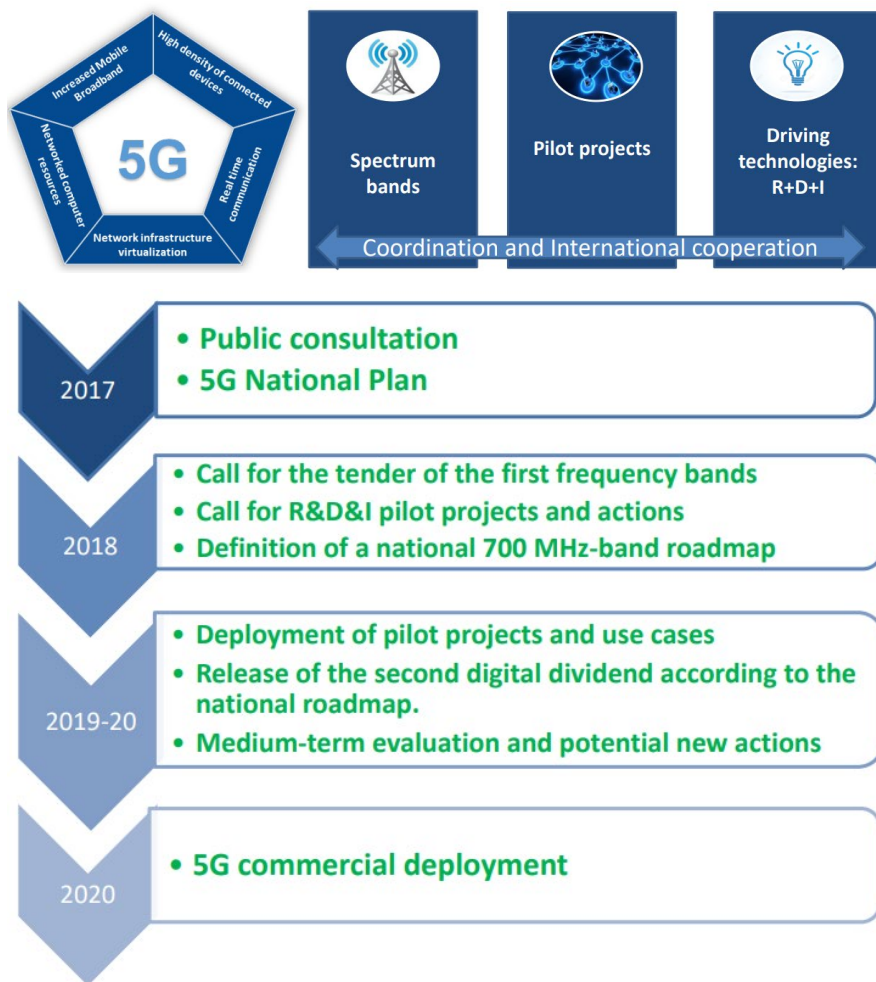 Increased Mobile
Broadband
High density of connected
devices
Networked computer
resources
5G
Real time
communication
Network infrastructure
virtualization
Spectrum
bands
Pilot projects
Driving
technologies:
R+D+I
Coordination and International cooperation
2017
• Public consultation
• 5G National Plan
2018
• Call for the tender of the first frequency bands
• Call for R&D&I pilot projects and actions
• Definition of a national 700 MHz-band roadmap
2019-20
• Deployment of pilot projects and use cases
• Release of the second digital dividend according to the
national roadmap.
• Medium-term evaluation and potential new actions
2020
• 5G commercial deployment